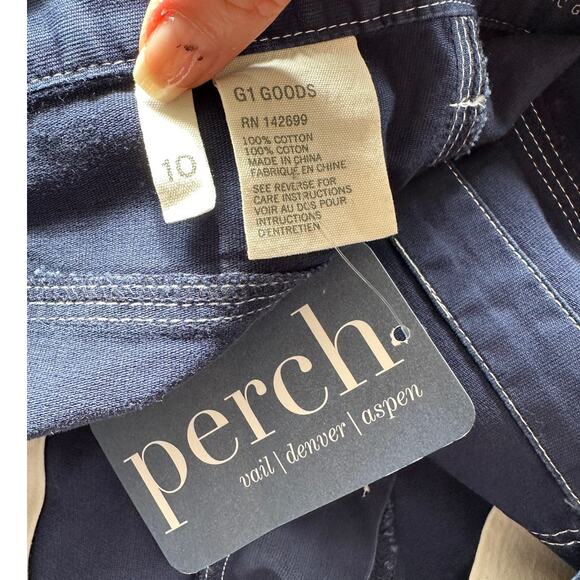 10
G1 GOODS
RN 142699
100% COTTON
100% COTON
MADE IN CHINA
FABRIQUE EN CHINE
SEE REVERSE FOR
CARE INSTRUCTIONS
VOIR AU DOS POUR
INTRUCTIONS
D'ENTRETIEN
perch.
vail | denver | aspen